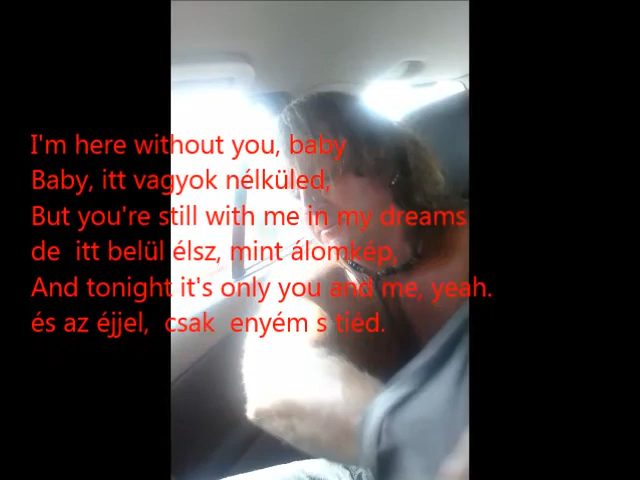 I'm here without you, baby
Baby, itt vagyok nélküled,
But you're still with me in my dreams
de itt belül élsz, mint álomkép,
And tonight it's only you and me, yeah.
és az éjjel, csak enyém s tiéd.